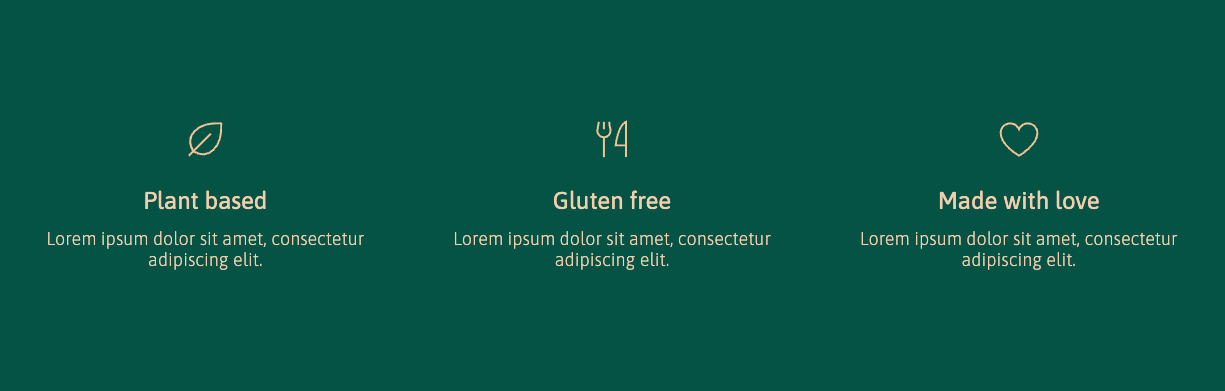 Plant based
Lorem ipsum dolor sit amet, consectetur
adipiscing elit.
Gluten free
Lorem ipsum dolor sit amet, consectetur
adipiscing elit.
Made with love
Lorem ipsum dolor sit amet, consectetur
adipiscing elit.